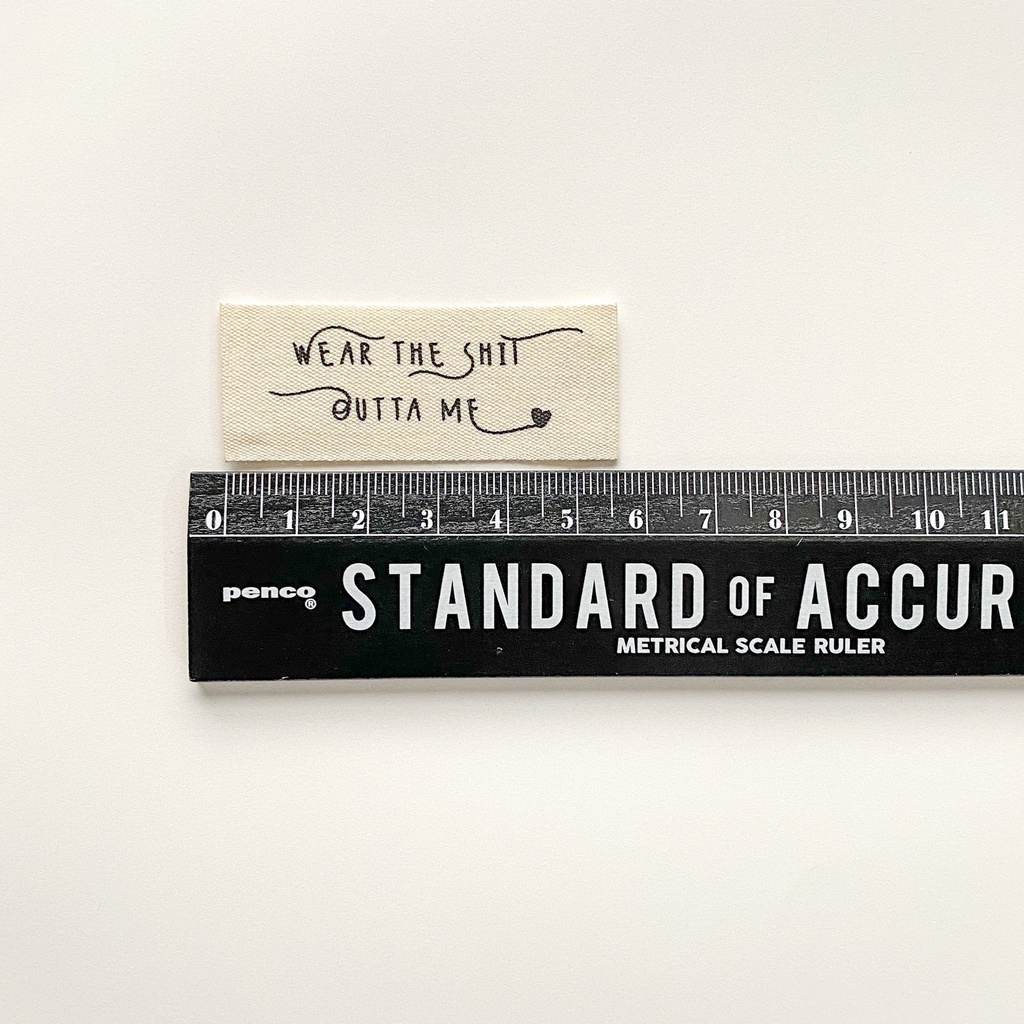 WEAR THE SHIT
OUTTA ME
0 1 2 3 4 5 6 7 8 9 10 11
penco®
STANDARD OF ACCUR
METRICAL SCALE RULER